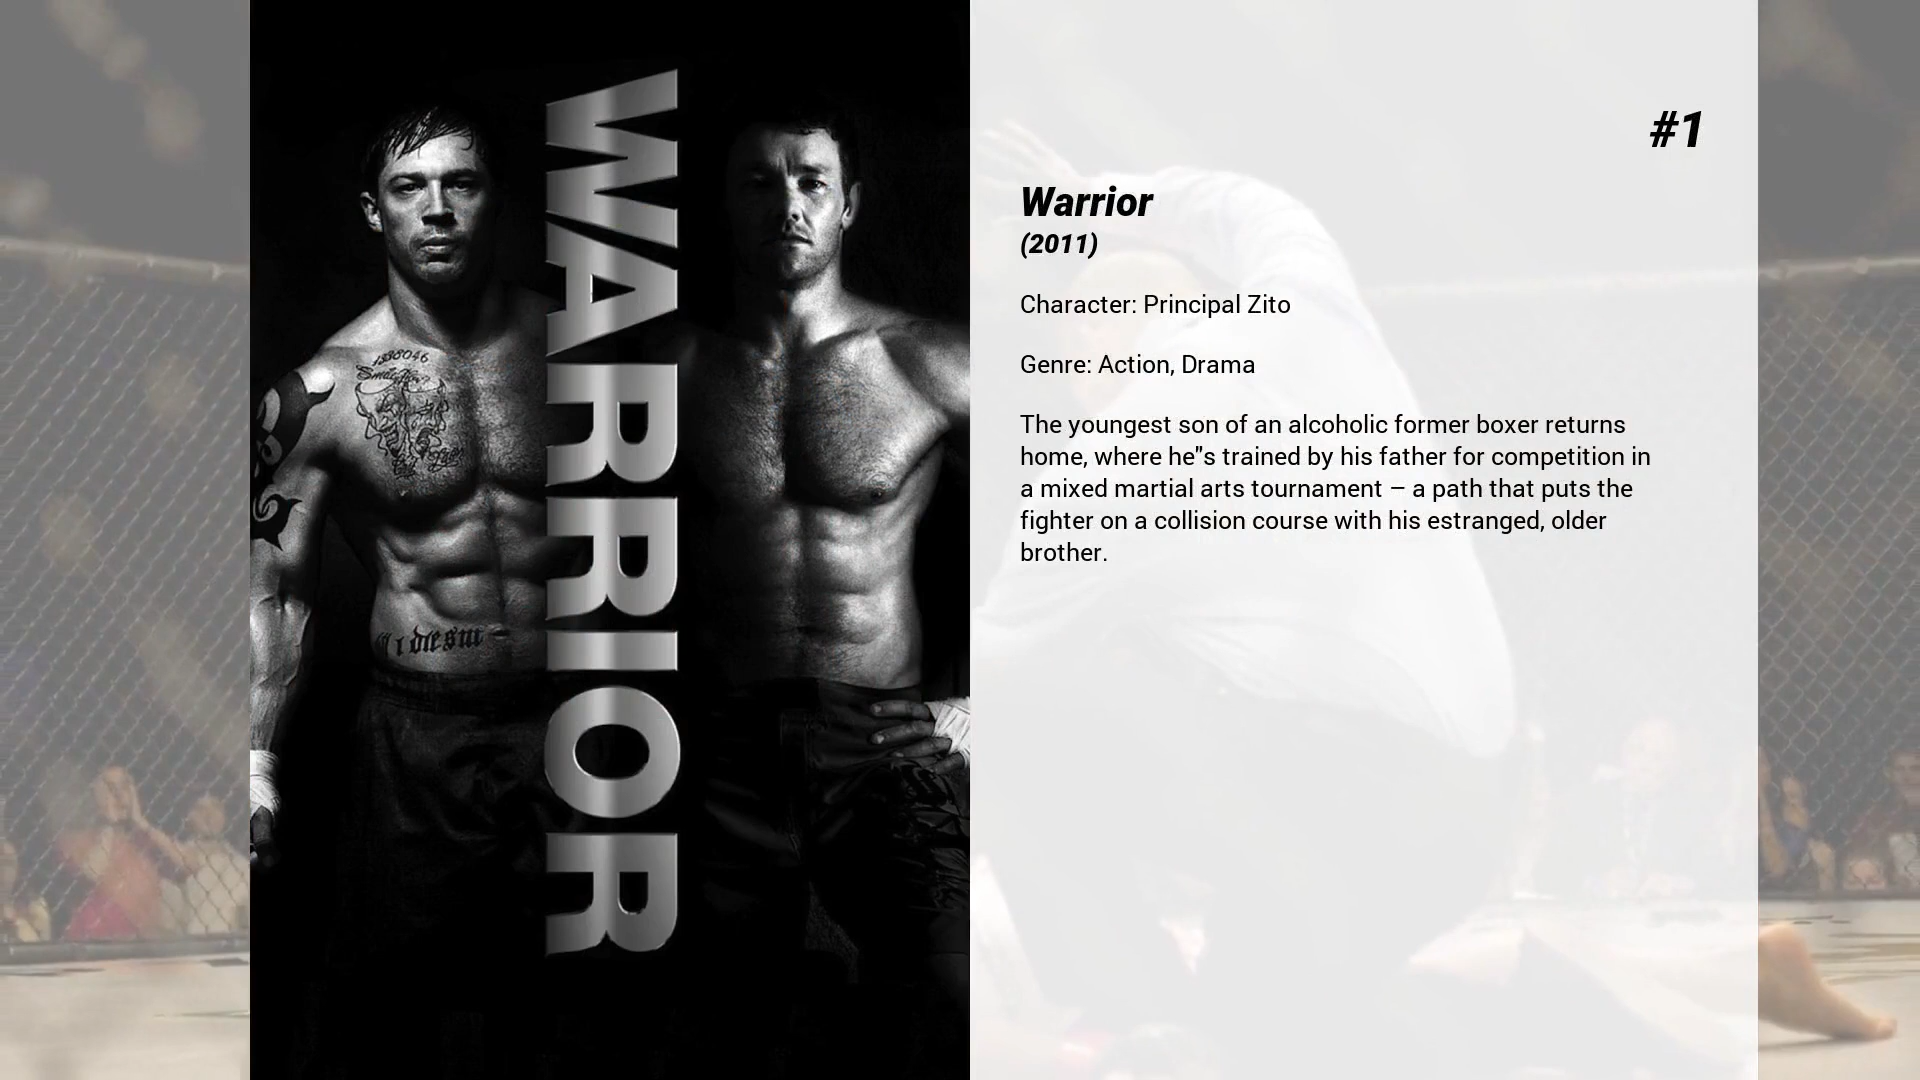 WARRIOR
1338046
#1
Warrior
(2011)
Character: Principal Zito
Genre: Action, Drama
The youngest son of an alcoholic former boxer returns
home, where he"s trained by his father for competition in
a mixed martial arts tournament – a path that puts the
fighter on a collision course with his estranged, older
brother.